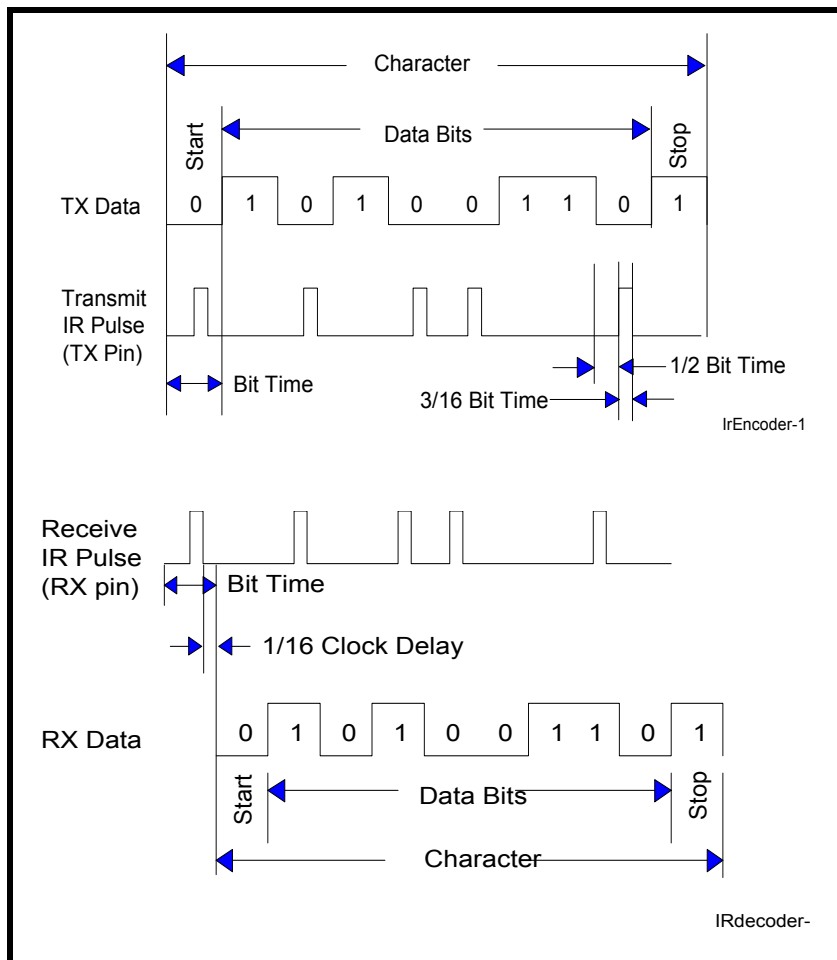 Character
Start
Data Bits
Stop
TX Data
0 1 0 1 0 0 1 1 0 1
Transmit
IR Pulse
(TX Pin)
Bit Time
1/2 Bit Time
3/16 Bit Time
IrEncoder-1
Receive
IR Pulse
(RX pin)
Bit Time
1/16 Clock Delay
RX Data
0 1 0 1 0 0 1 1 0 1
Start
Data Bits
Stop
Character
IRdecoder-